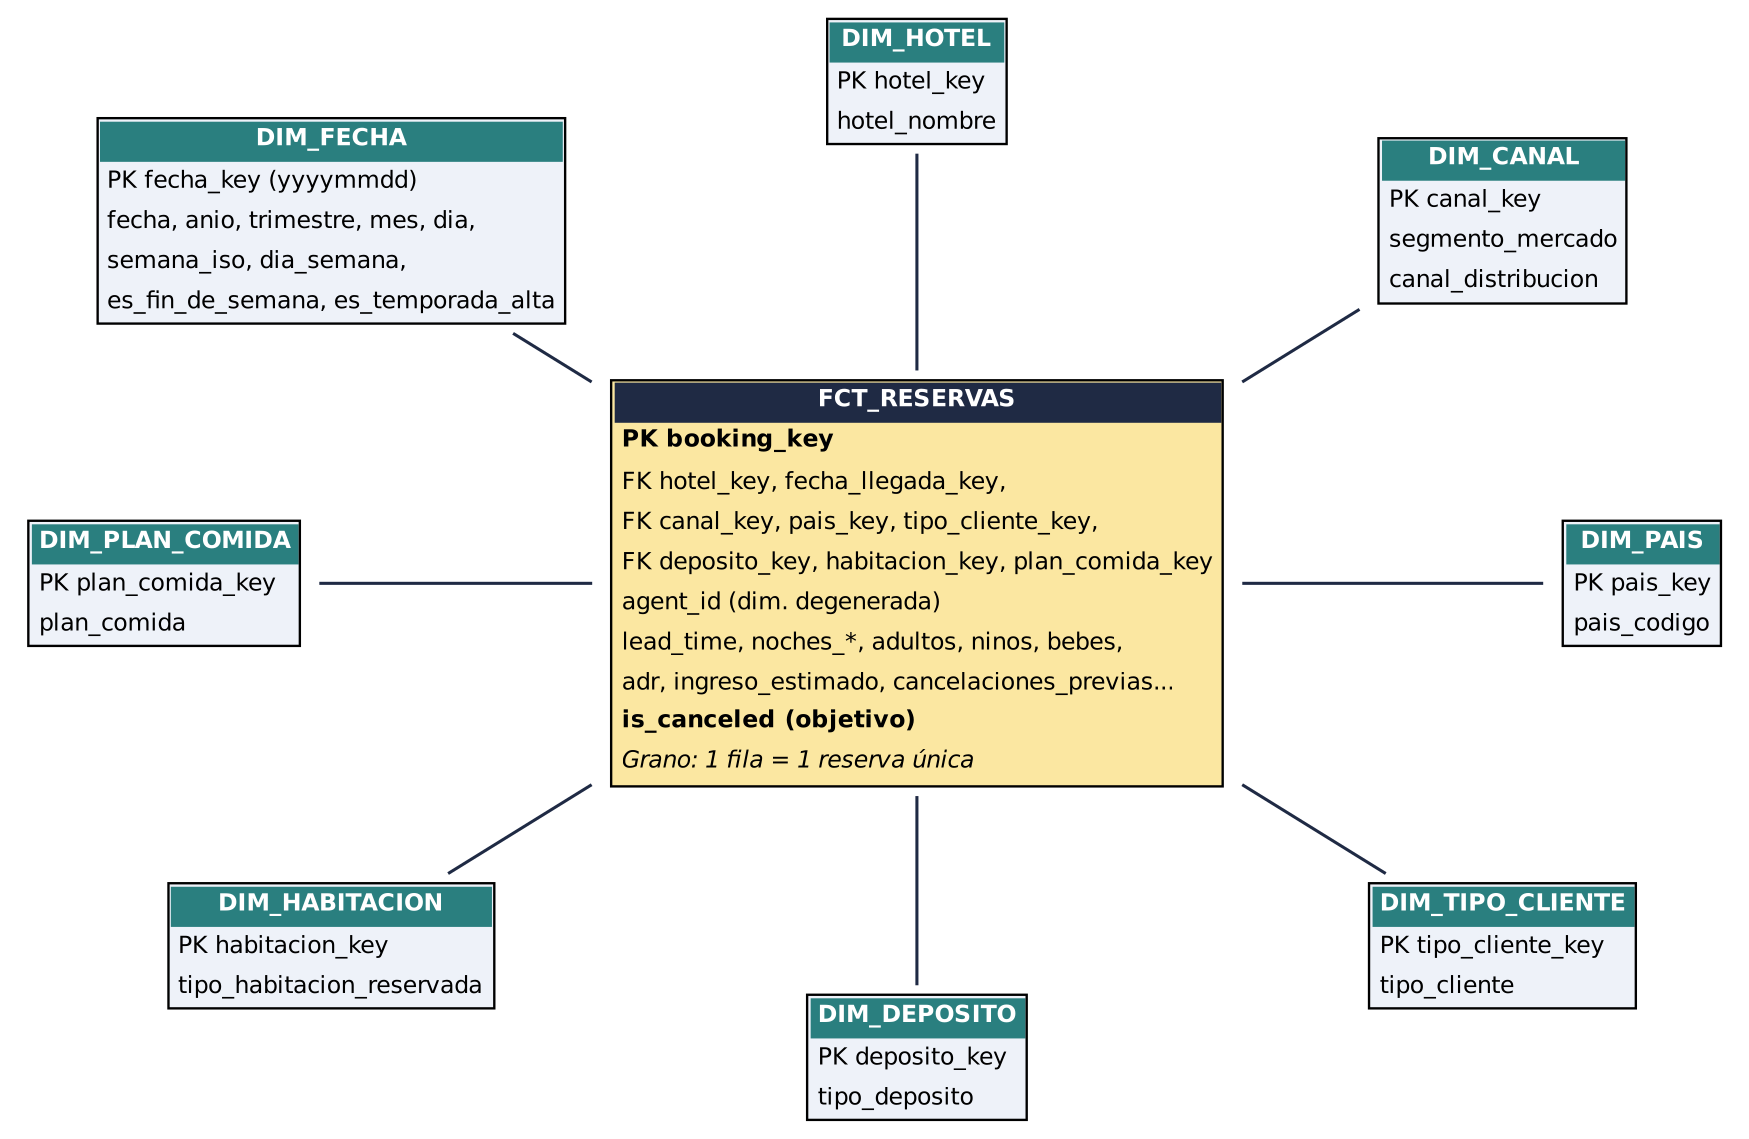 DIM_HOTEL
PK hotel_key
hotel_nombre
DIM_FECHA
PK fecha_key (yyyymmdd)
fecha, anio, trimestre, mes, dia,
semana_iso, dia_semana,
es_fin_de_semana, es_temporada_alta
DIM_CANAL
PK canal_key
segmento_mercado
canal_distribucion
FCT_RESERVAS
PK booking_key
FK hotel_key, fecha_llegada_key,
FK canal_key, pais_key, tipo_cliente_key,
FK deposito_key, habitacion_key, plan_comida_key
agent_id (dim. degenerada)
lead_time, noches_*, adultos, ninos, bebes,
adr, ingreso_estimado, cancelaciones_previas...
is_canceled (objetivo)
Grano: 1 fila = 1 reserva única
DIM_PLAN_COMIDA
PK plan_comida_key
plan_comida
DIM_PAIS
PK pais_key
pais_codigo
DIM_HABITACION
PK habitacion_key
tipo_habitacion_reservada
DIM_TIPO_CLIENTE
PK tipo_cliente_key
tipo_cliente
DIM_DEPOSITO
PK deposito_key
tipo_deposito